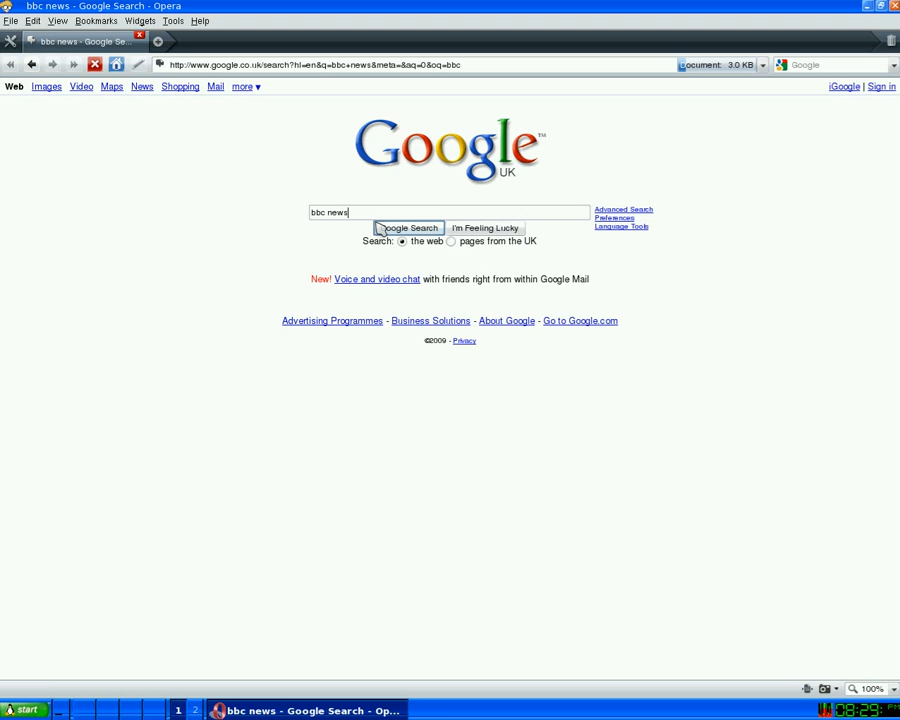 bbc news - Google Search - Opera
File Edit View Bookmarks Widgets Tools Help
bbc news - Google Se...
http://www.google.co.uk/search?hl=en&q=bbc+news&meta=&aq=0&oq=bbc Document: 3.0 KB Google
Web Images Video Maps News Shopping Mail more ▼ iGoogle | Sign in
Google™
UK
bbc news
Advanced Search
Preferences
Language Tools
Google Search I'm Feeling Lucky
Search: the web pages from the UK
New! Voice and video chat with friends right from within Google Mail
Advertising Programmes - Business Solutions - About Google - Go to Google.com
©2009 - Privacy
100%
start 1 2 bbc news - Google Search - Op... 08:29